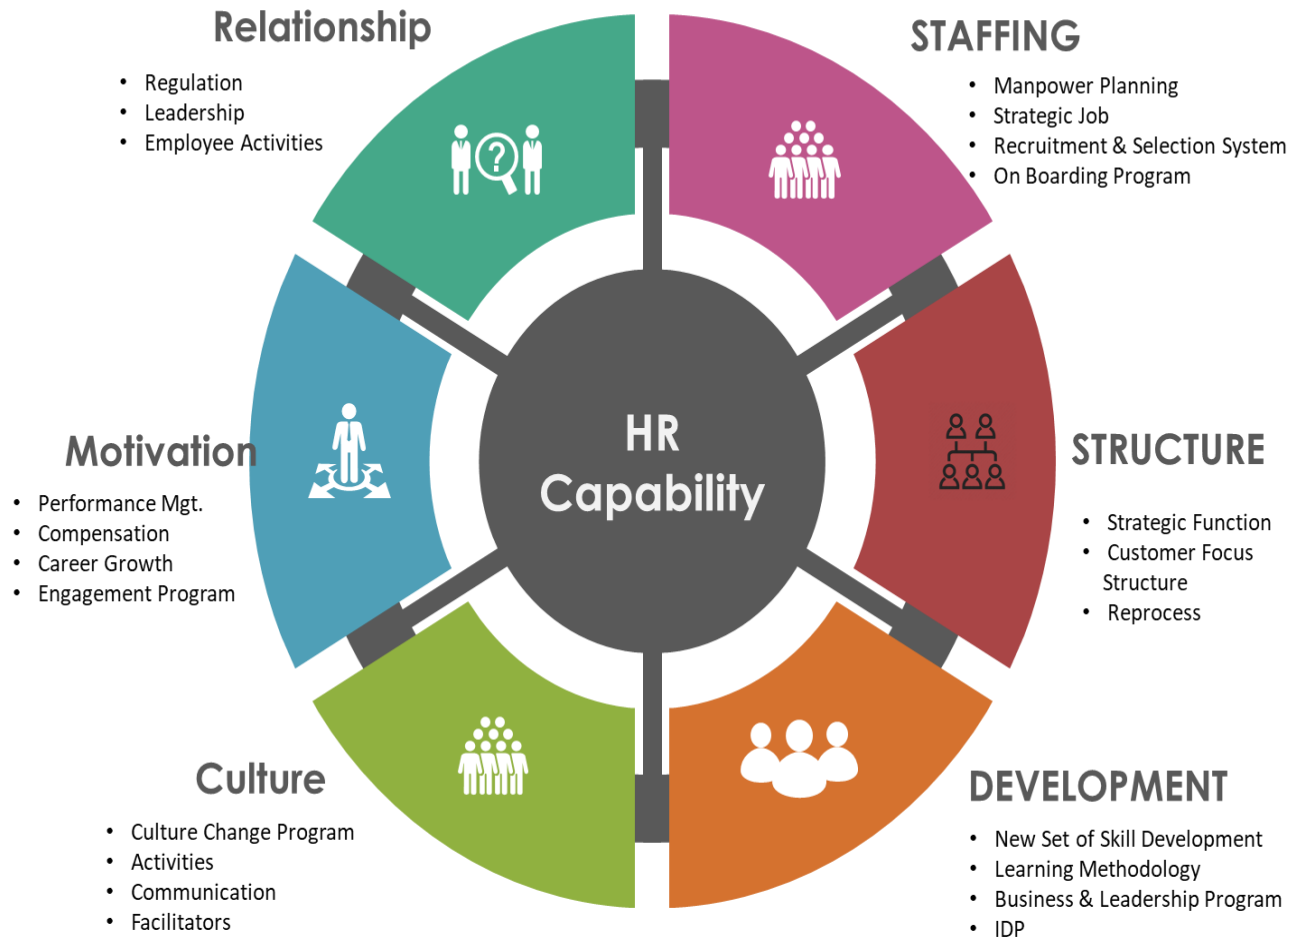 Relationship
• Regulation
• Leadership
• Employee Activities
STAFFING
• Manpower Planning
• Strategic Job
• Recruitment & Selection System
• On Boarding Program
?
Motivation
• Performance Mgt.
• Compensation
• Career Growth
• Engagement Program
HR
Capability
STRUCTURE
• Strategic Function
• Customer Focus
Structure
• Reprocess
Culture
• Culture Change Program
• Activities
• Communication
• Facilitators
DEVELOPMENT
• New Set of Skill Development
• Learning Methodology
• Business & Leadership Program
• IDP